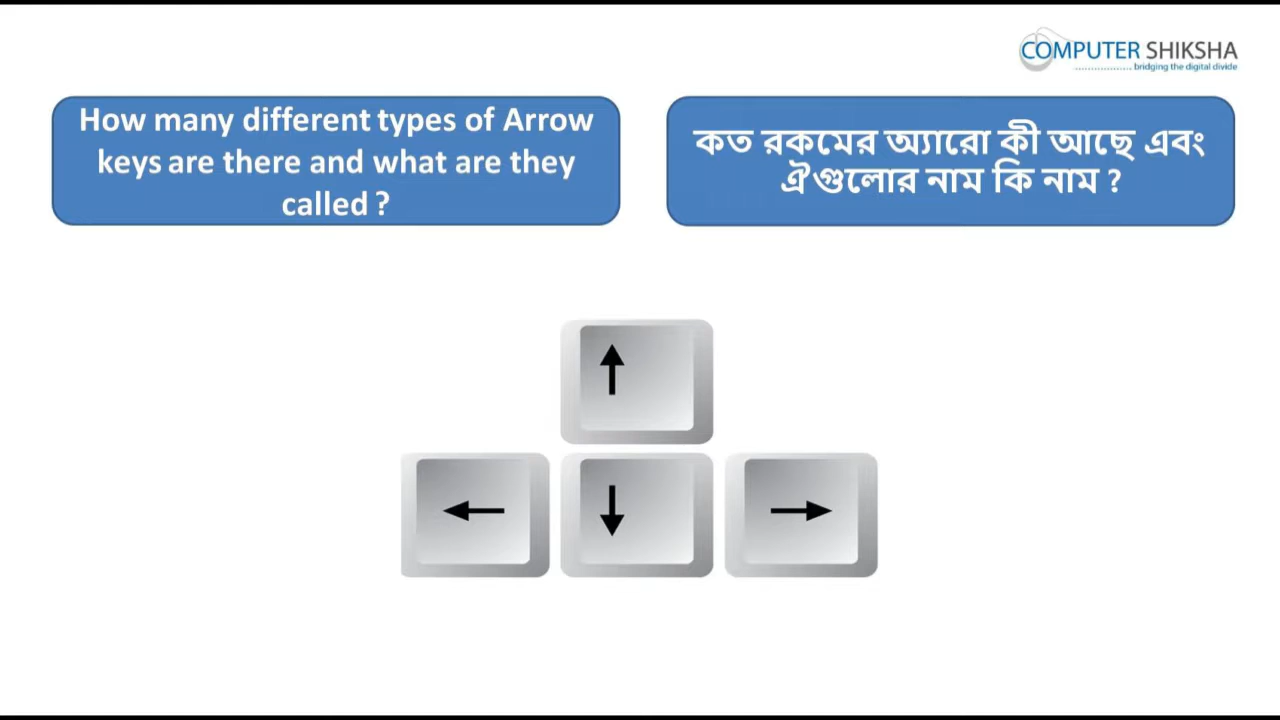 COMPUTER SHIKSHA
bridging the digital divide
How many different types of Arrow
keys are there and what are they
called ?
কত রকমের অ্যারো কী আছে এবং
ঐগুলোর নাম কি নাম ?